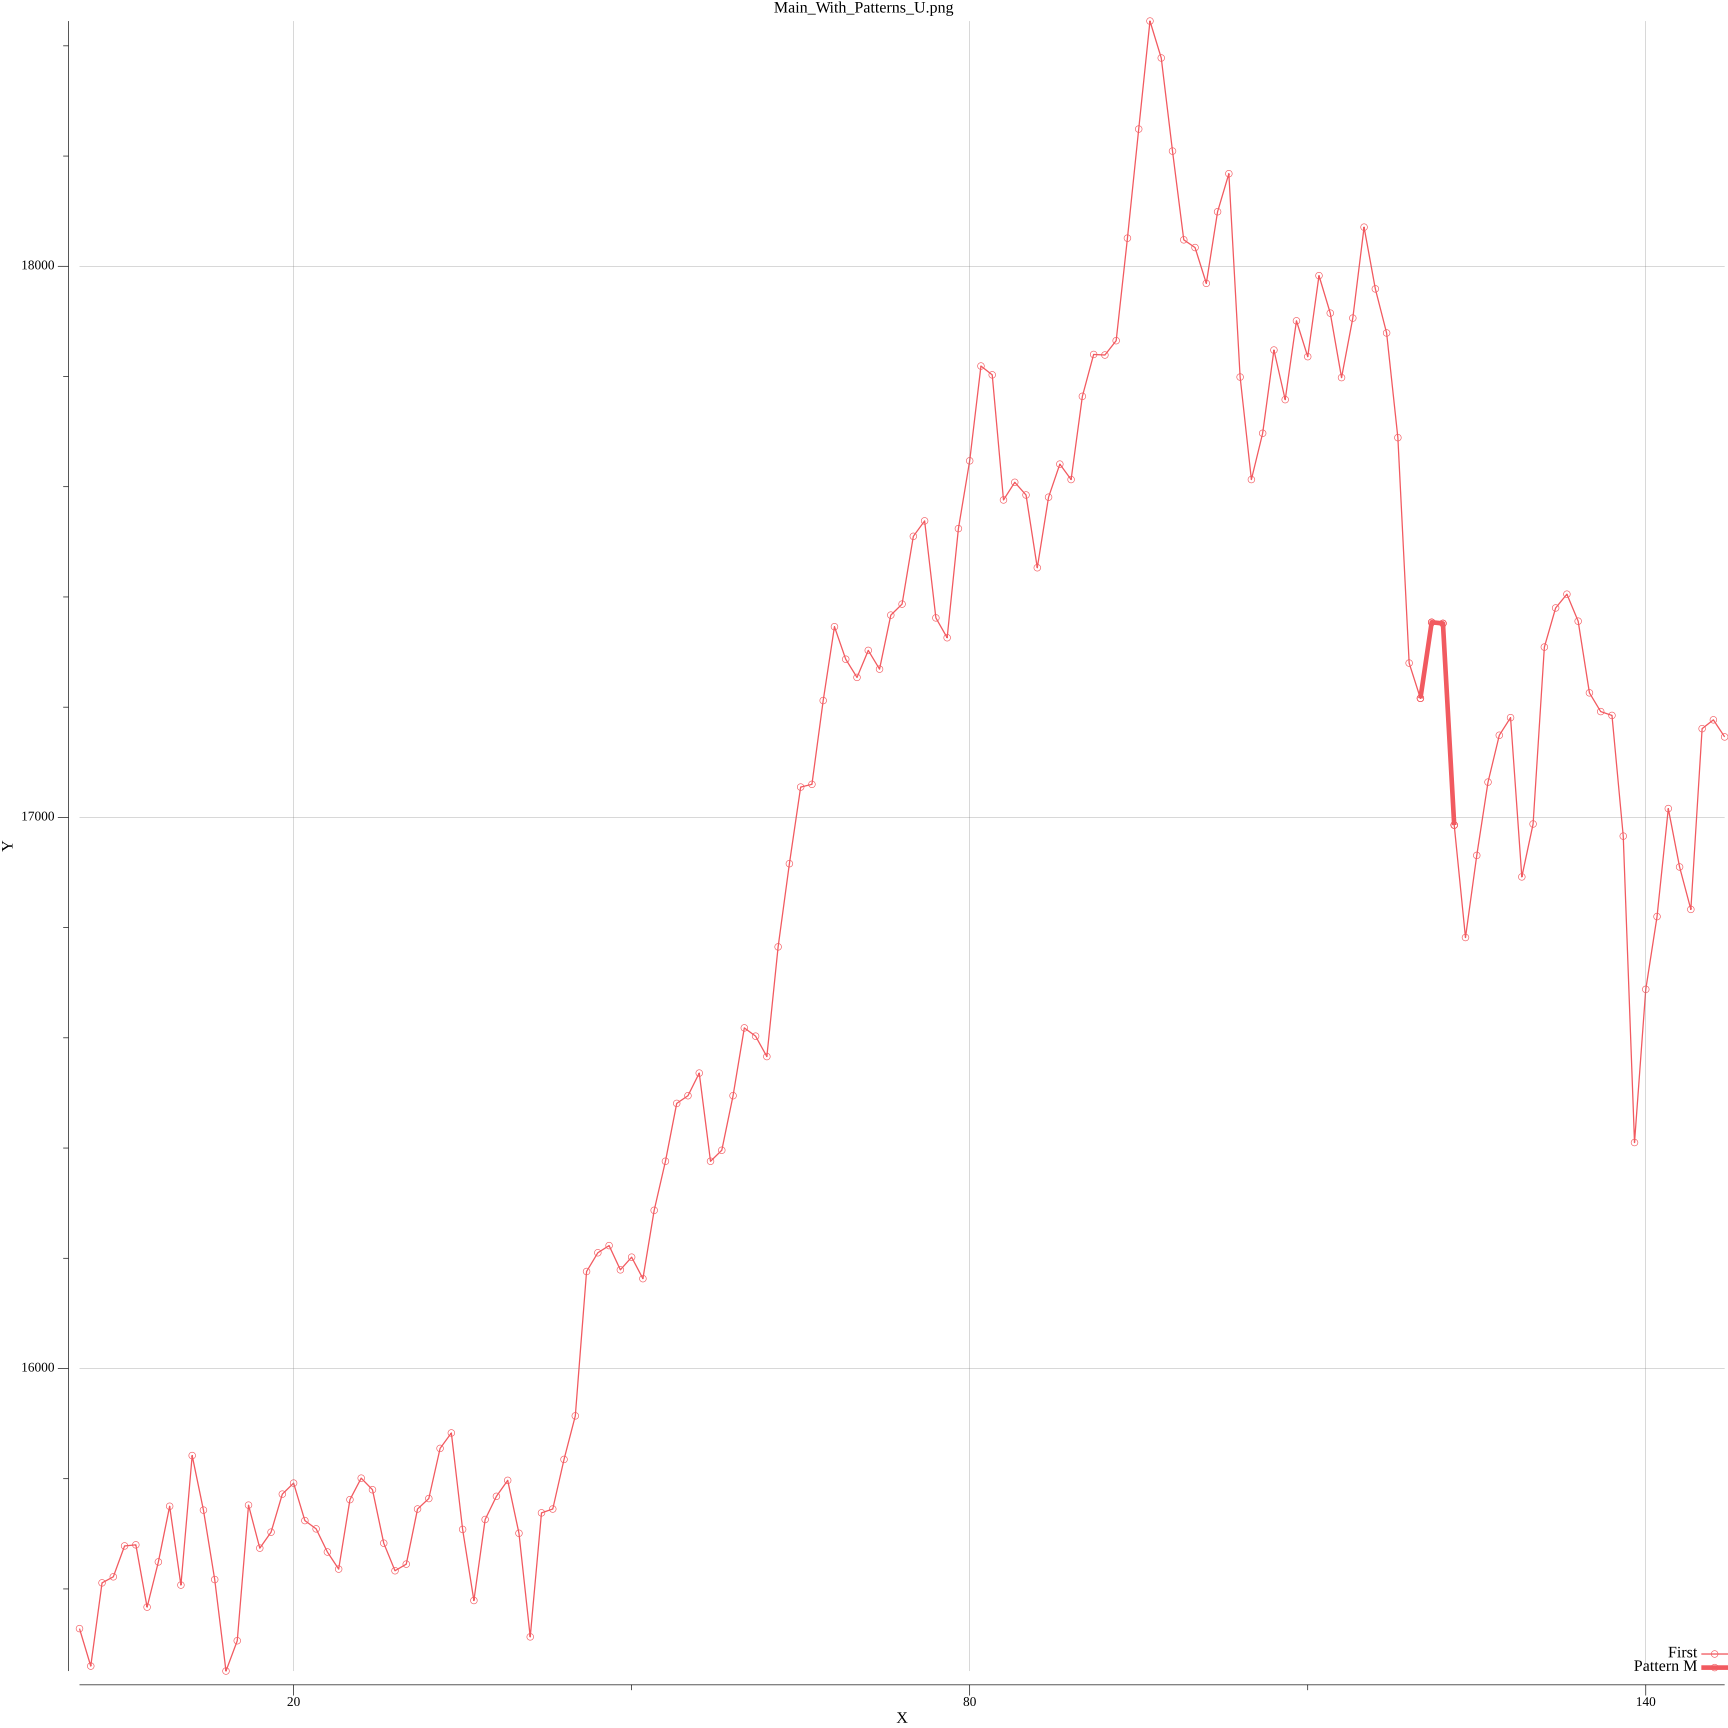 Main_With_Patterns_U.png
18000
17000
Y
16000
First
Pattern M
20
80
140
X